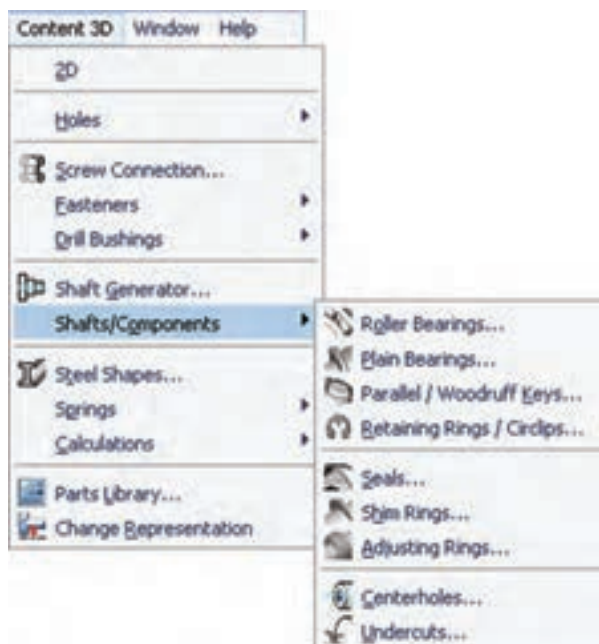 Content 3D Window Help
2D
Holes
Screw Connection...
Fasteners
Drill Bushings
Shaft Generator...
Shafts/Components
Steel Shapes...
Springs
Calculations
Parts Library...
Change Representation
Roller Bearings...
Plain Bearings...
Parallel / Woodruff Keys...
Retaining Rings / Circlips...
Seals...
Shim Rings...
Adjusting Rings...
Centerholes...
Undercuts...